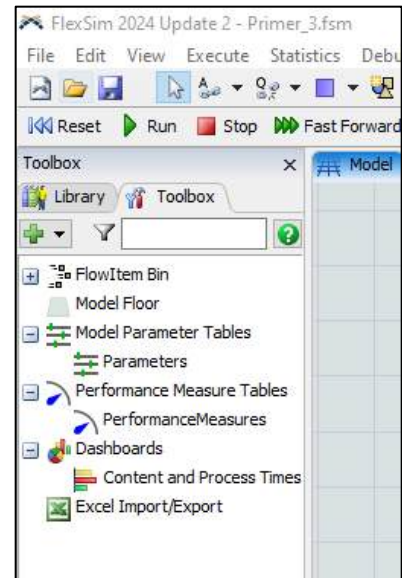 FlexSim 2024 Update 2 - Primer_3.fsm
File Edit View Execute Statistics Debu
A Q
Reset Run Stop Fast Forward
Toolbox × Model
Library Toolbox
?
FlowItem Bin
Model Floor
Model Parameter Tables
Parameters
Performance Measure Tables
PerformanceMeasures
Dashboards
Content and Process Times
Excel Import/Export